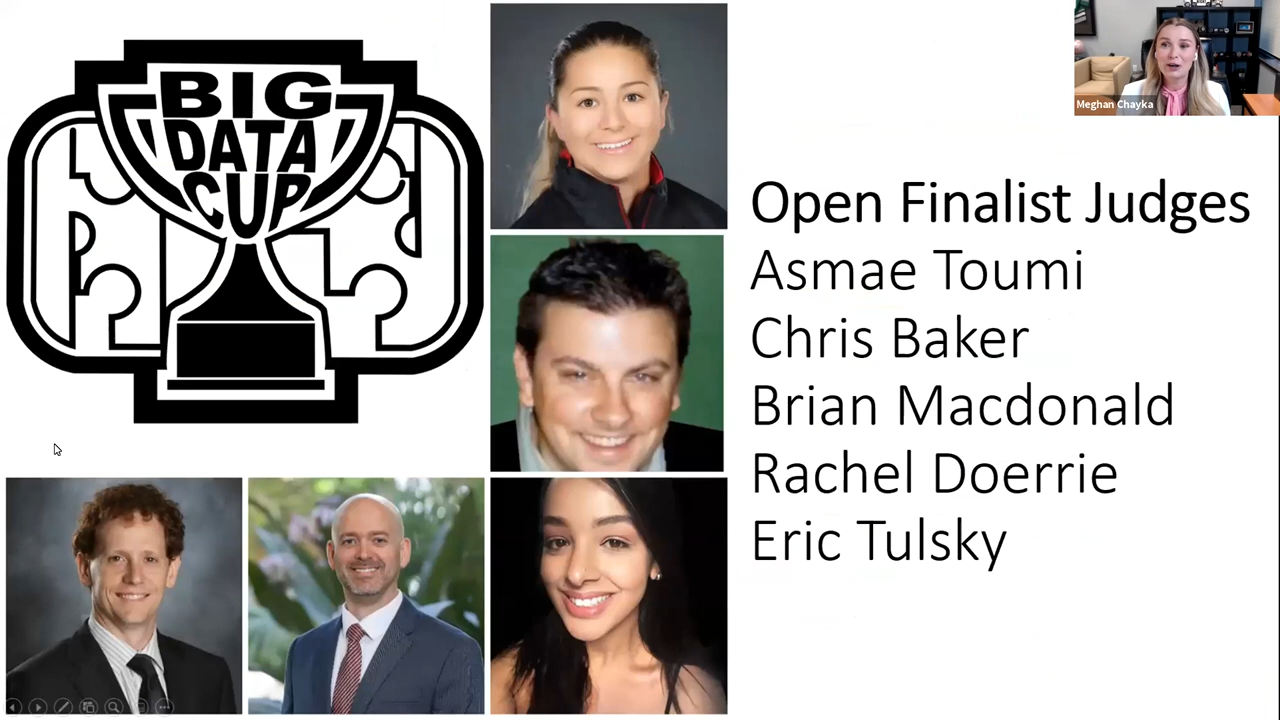 BIG
DATA
CUP
Meghan Chayka
Open Finalist Judges
Asmae Toumi
Chris Baker
Brian Macdonald
Rachel Doerrie
Eric Tulsky